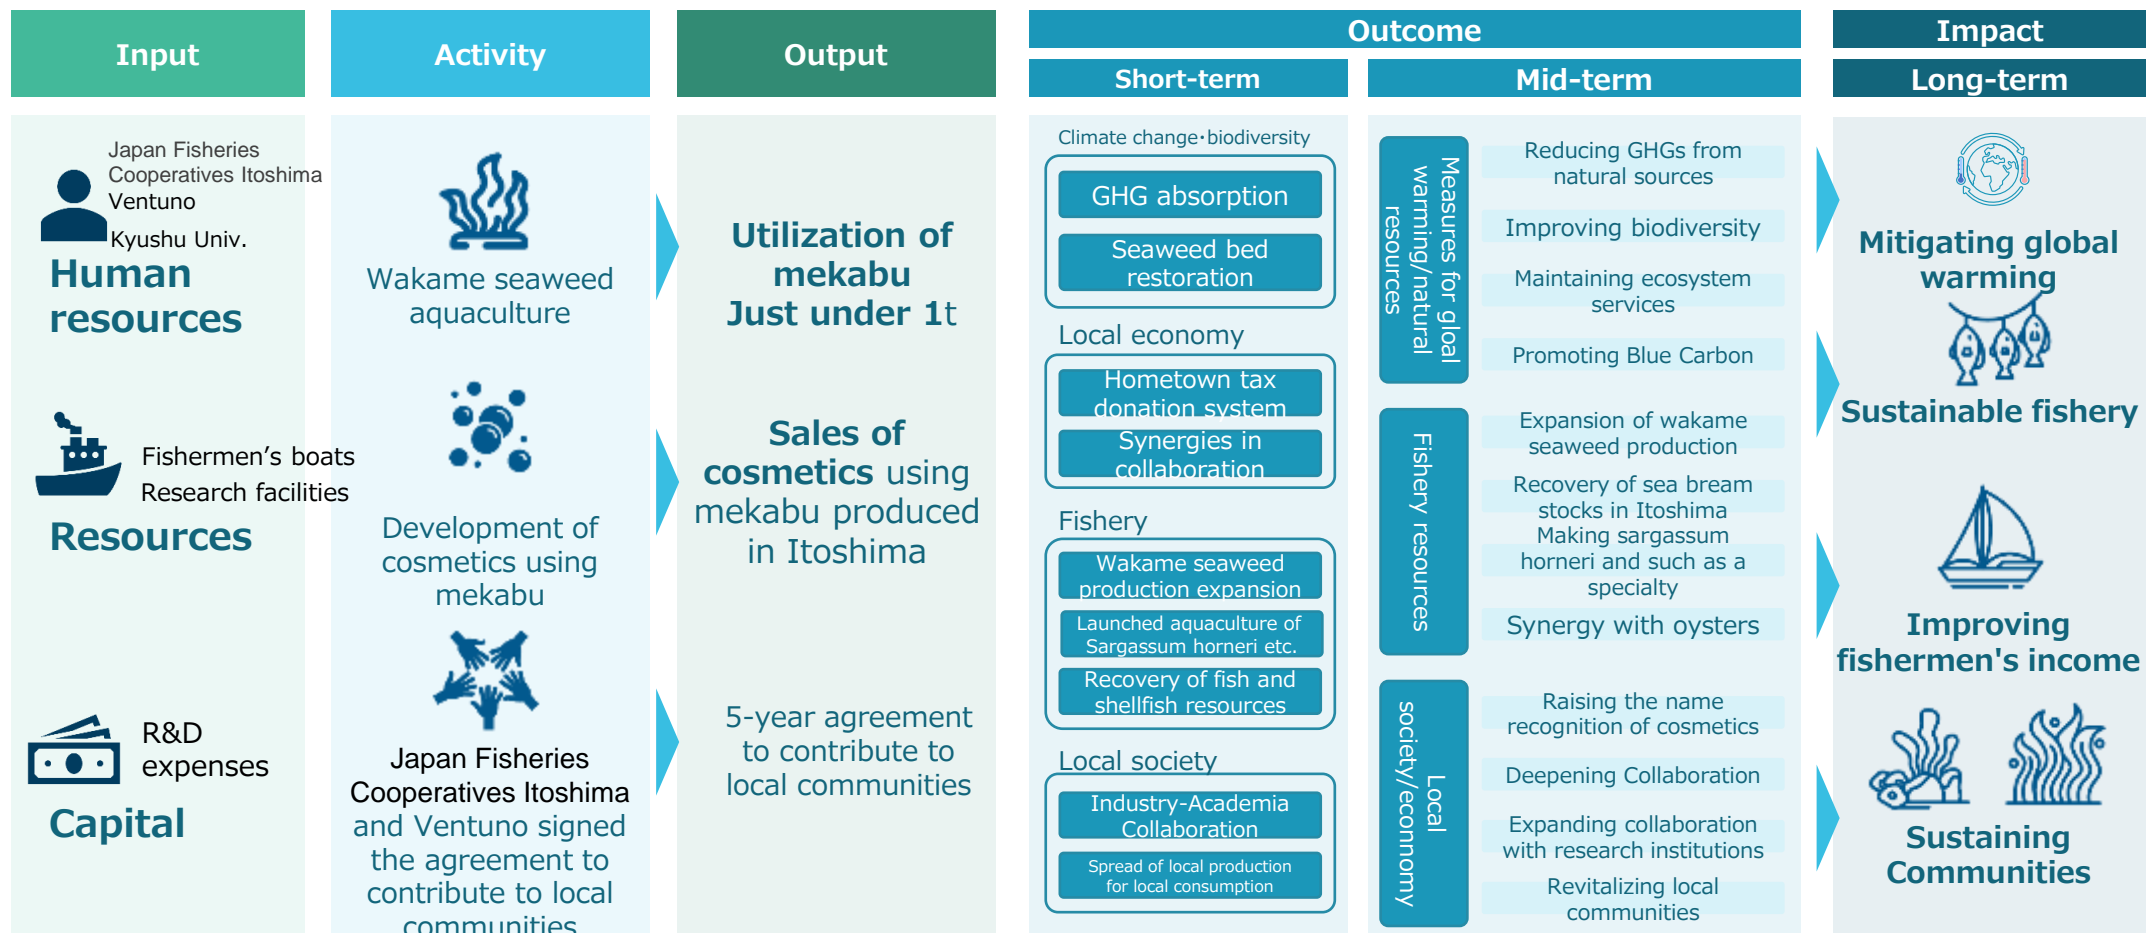 Input
Japan Fisheries
Cooperatives Itoshima
Ventuno
Kyushu Univ.
Human
resources
Fishermen’s boats
Research facilities
Resources
R&D
expenses
Capital
Activity
Wakame seaweed
aquaculture
Development of
cosmetics using
mekabu
Japan Fisheries
Cooperatives Itoshima
and Ventuno signed
the agreement to
contribute to local
communities
Output
Utilization of
mekabu
Just under 1t
Sales of
cosmetics using
mekabu produced
in Itoshima
5-year agreement
to contribute to
local communities
Outcome
Short-term
Climate change・biodiversity
GHG absorption
Seaweed bed
restoration
Local economy
Hometown tax
donation system
Synergies in
collaboration
Fishery
Wakame seaweed
production expansion
Launched aquaculture of
Sargassum horneri etc.
Recovery of fish and
shellfish resources
Local society
Industry-Academia
Collaboration
Spread of local production
for local consumption
Mid-term
Measures for gloal
warming/natural
resources
Reducing GHGs from
natural sources
Improving biodiversity
Maintaining ecosystem
services
Promoting Blue Carbon
Fishery resources
Expansion of wakame
seaweed production
Recovery of sea bream
stocks in Itoshima
Making sargassum
horneri and such as a
specialty
Synergy with oysters
Local
society/econnomy
Raising the name
recognition of cosmetics
Deepening Collaboration
Expanding collaboration
with research institutions
Revitalizing local
communities
Impact
Long-term
Mitigating global
warming
Sustainable fishery
Improving
fishermen's income
Sustaining
Communities